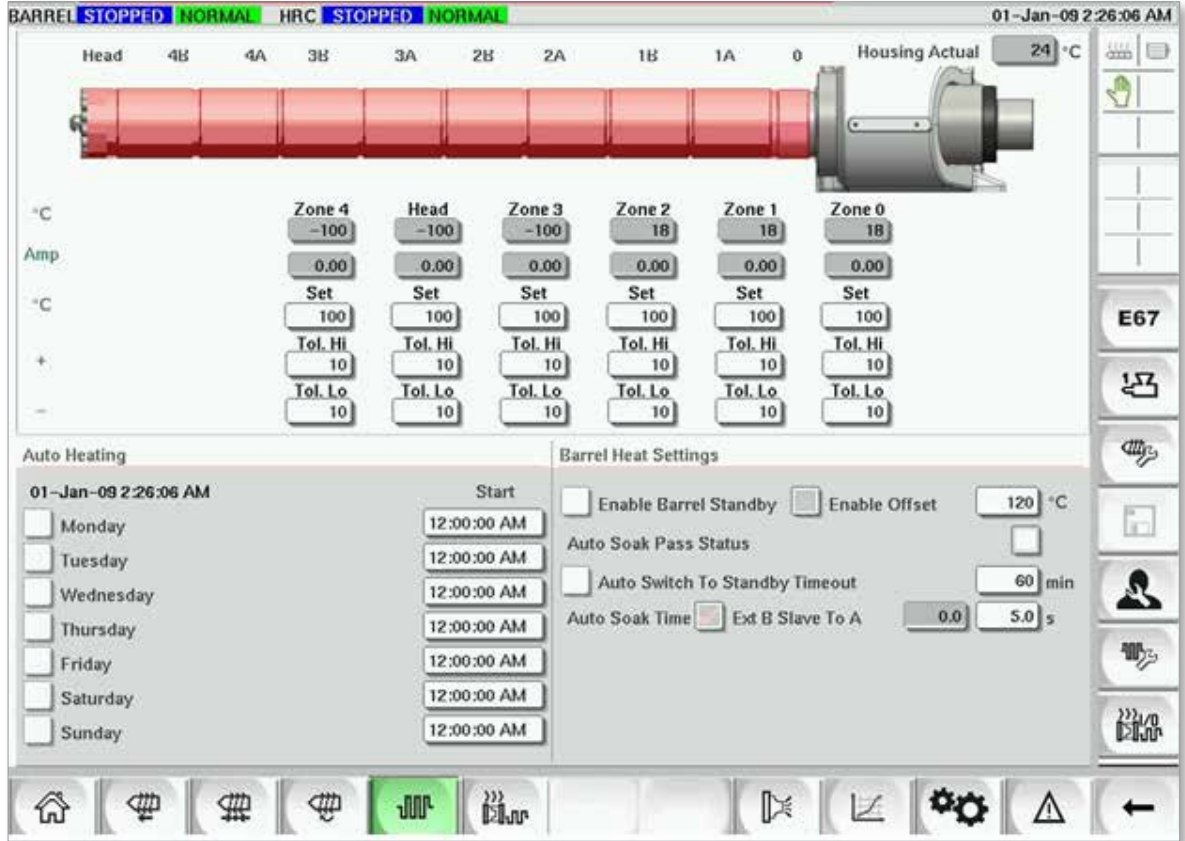 BARREL STOPPED NORMAL HRC STOPPED NORMAL 01-Jan-09 2:26:06 AM
Head 4B 4A 3B 3A 2B 2A 1B 1A 0 Housing Actual 24 °C
°C Zone 4 Head Zone 3 Zone 2 Zone 1 Zone 0
-100 -100 -100 18 18 18
Amp 0.00 0.00 0.00 0.00 0.00 0.00
Set Set Set Set Set Set
°C 100 100 100 100 100 100
Tol. Hi Tol. Hi Tol. Hi Tol. Hi Tol. Hi Tol. Hi
+ 10 10 10 10 10 10
Tol. Lo Tol. Lo Tol. Lo Tol. Lo Tol. Lo Tol. Lo
- 10 10 10 10 10 10
E67
1
Auto Heating
01-Jan-09 2:26:06 AM Start
Monday 12:00:00 AM
Tuesday 12:00:00 AM
Wednesday 12:00:00 AM
Thursday 12:00:00 AM
Friday 12:00:00 AM
Saturday 12:00:00 AM
Sunday 12:00:00 AM
Barrel Heat Settings
Enable Barrel Standby Enable Offset 120 °C
Auto Soak Pass Status
Auto Switch To Standby Timeout 60 min
Auto Soak Time Ext B Slave To A 0.0 5.0 s
I/O